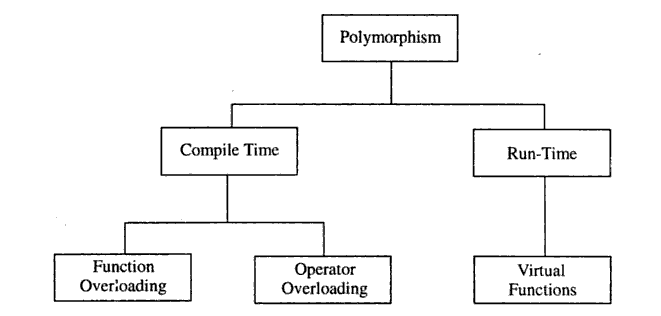 Polymorphism
Compile Time
Run-Time
Function
Overloading
Operator
Overloading
Virtual
Functions